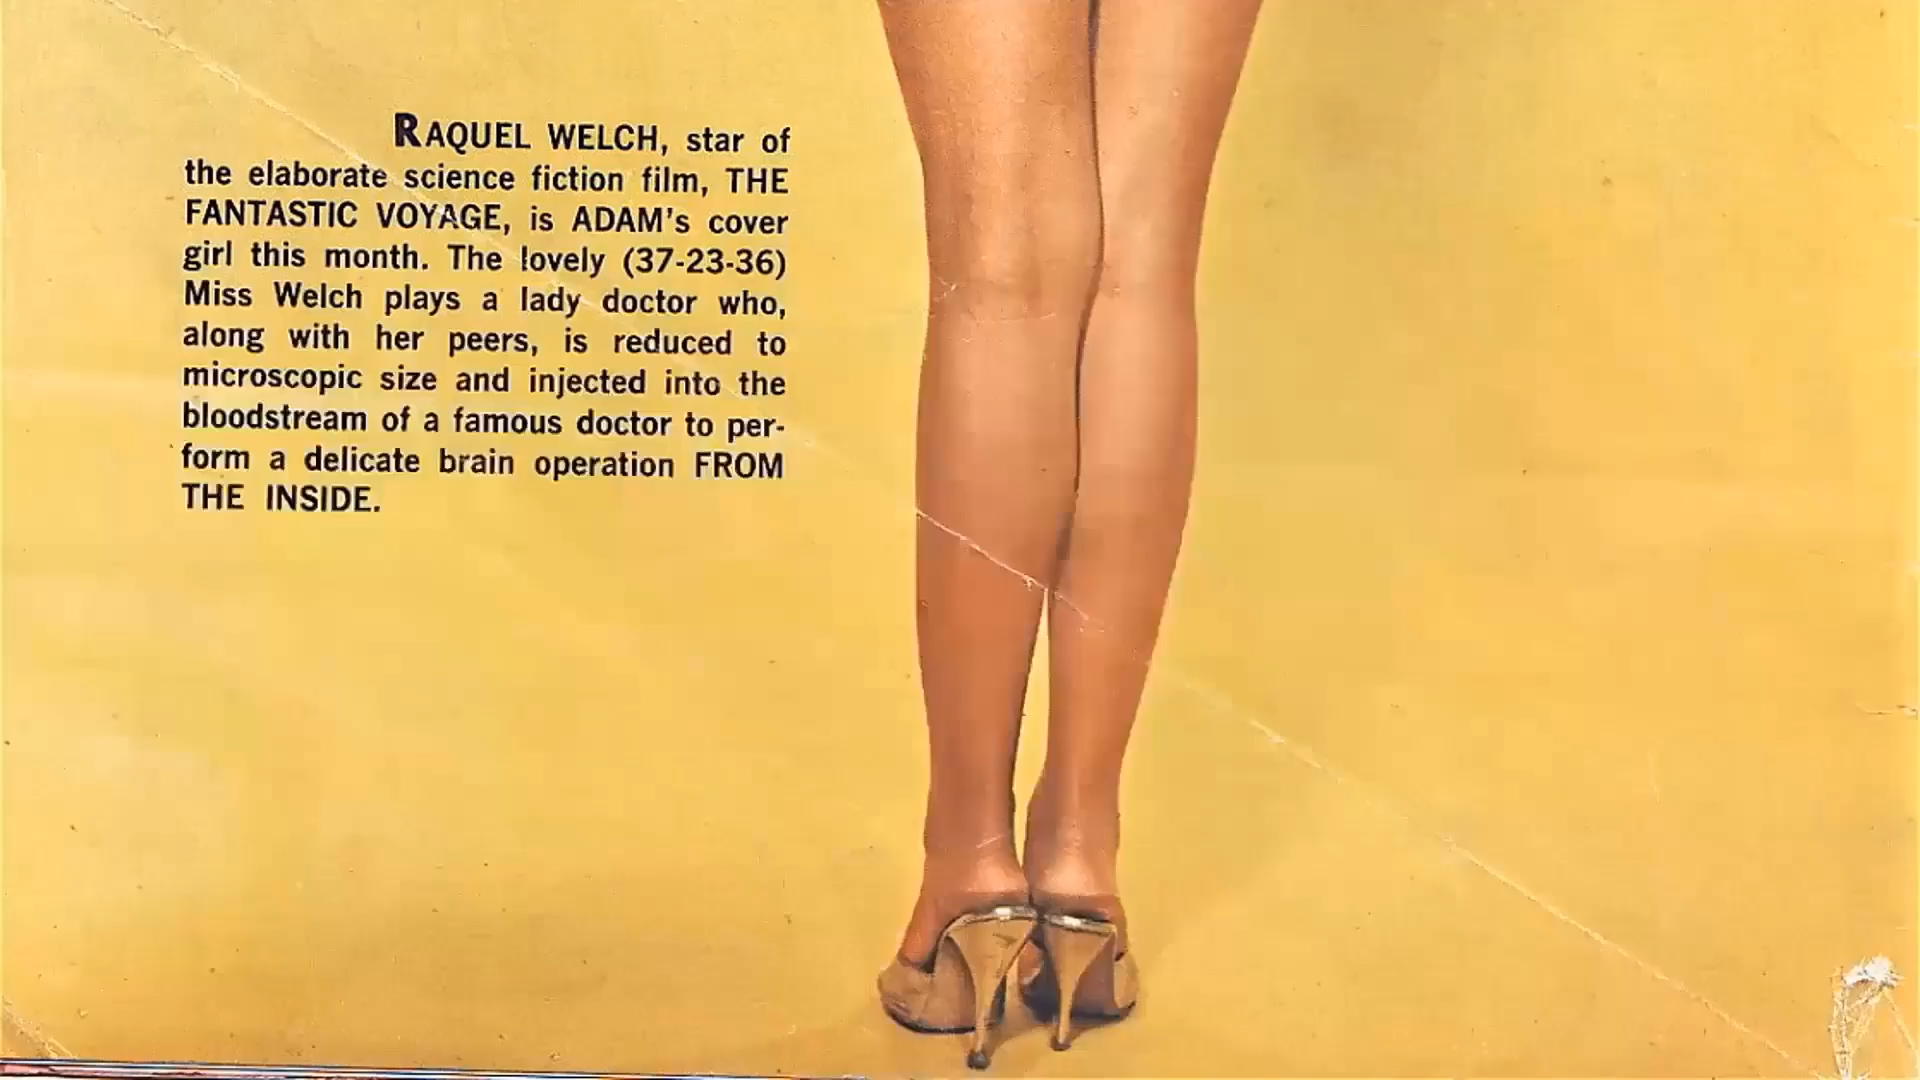 RAQUEL WELCH, star of
the elaborate science fiction film, THE
FANTASTIC VOYAGE, is ADAM's cover
girl this month. The lovely (37-23-36)
Miss Welch plays a lady doctor who,
along with her peers, is reduced to
microscopic size and injected into the
bloodstream of a famous doctor to per-
form a delicate brain operation FROM
THE INSIDE.